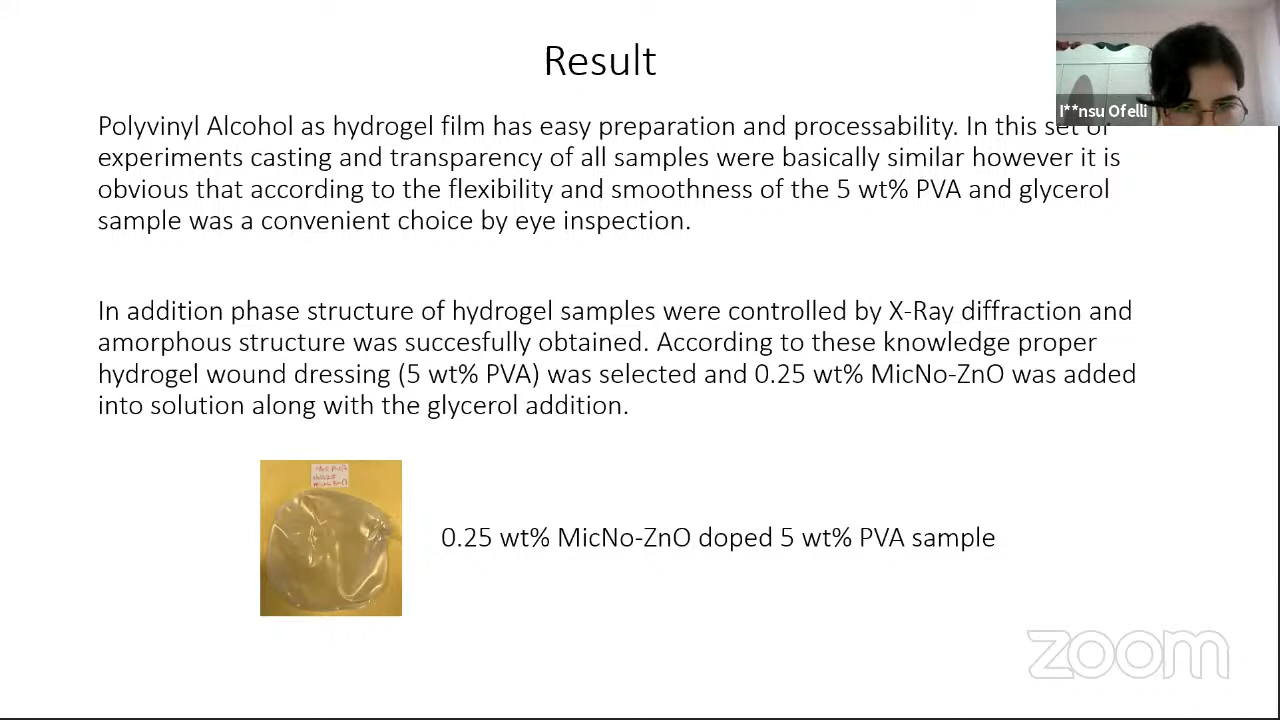 Result
I**nsu Ofelli
Polyvinyl Alcohol as hydrogel film has easy preparation and processability. In this set of
experiments casting and transparency of all samples were basically similar however it is
obvious that according to the flexibility and smoothness of the 5 wt% PVA and glycerol
sample was a convenient choice by eye inspection.
In addition phase structure of hydrogel samples were controlled by X-Ray diffraction and
amorphous structure was succesfully obtained. According to these knowledge proper
hydrogel wound dressing (5 wt% PVA) was selected and 0.25 wt% MicNo-ZnO was added
into solution along with the glycerol addition.
0.25 wt% MicNo-ZnO doped 5 wt% PVA sample
zoom